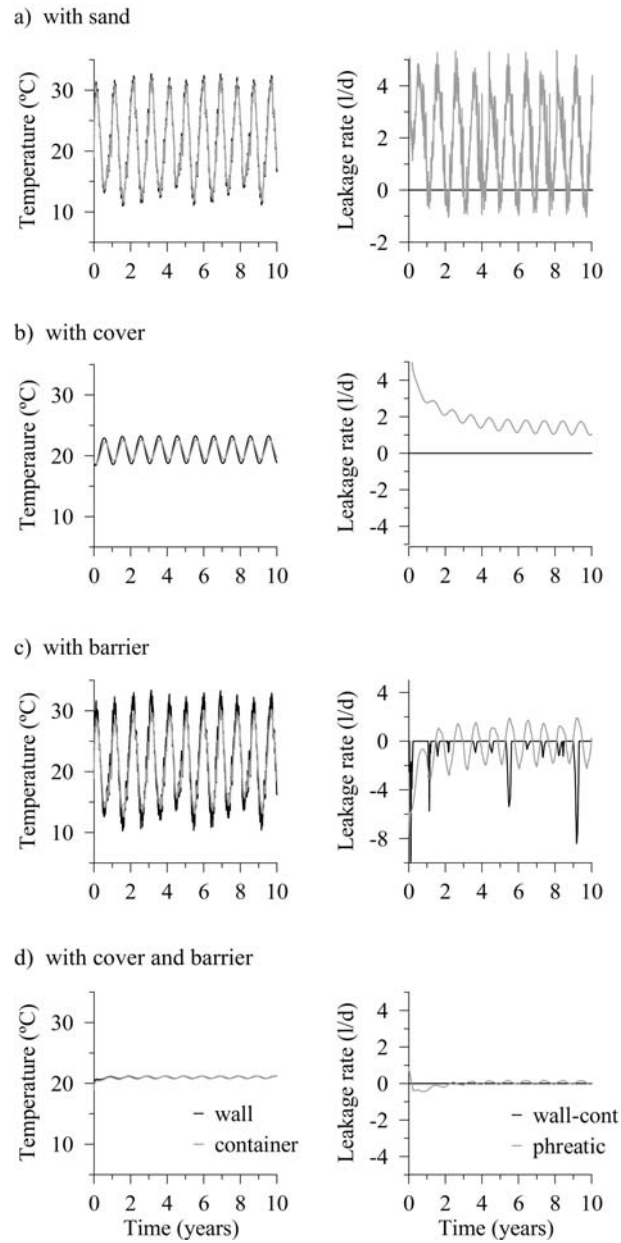 a) with sand
Temperature (ºC)
30
20
10
0 2 4 6 8 10
Leakage rate (l/d)
4
2
0
-2
0 2 4 6 8 10
b) with cover
Temperaure (ºC)
30
20
10
0 2 4 6 8 10
Leakage rate (l/d)
4
2
0
-2
-4
0 2 4 6 8 10
c) with barrier
Temperature (ºC)
30
20
10
0 2 4 6 8 10
Leakage rate (l/d)
4
0
-4
-8
0 2 4 6 8 10
d) with cover and barrier
Temperature (ºC)
30
20
10
wall
container
0 2 4 6 8 10
Time (years)
Leakage rate (l/d)
4
2
0
-2
-4
wall-cont
phreatic
0 2 4 6 8 10
Time (years)